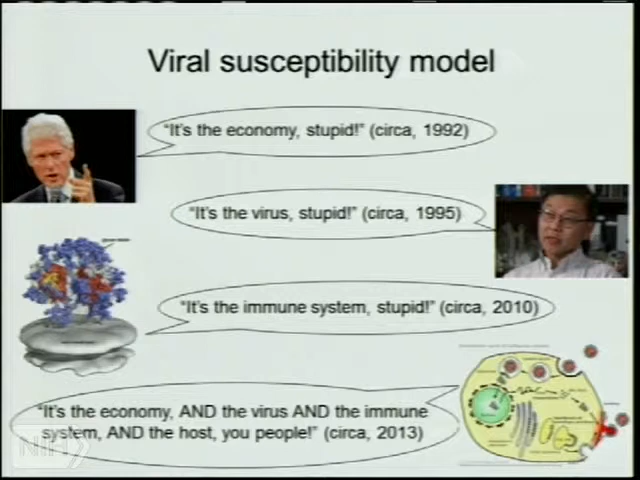 Viral susceptibility model
"It's the economy, stupid!" (circa, 1992)
"It's the virus, stupid!" (circa, 1995)
"It's the immune system, stupid!" (circa, 2010)
"It's the economy, AND the virus AND the immune
system, AND the host, you people!" (circa, 2013)
NIH